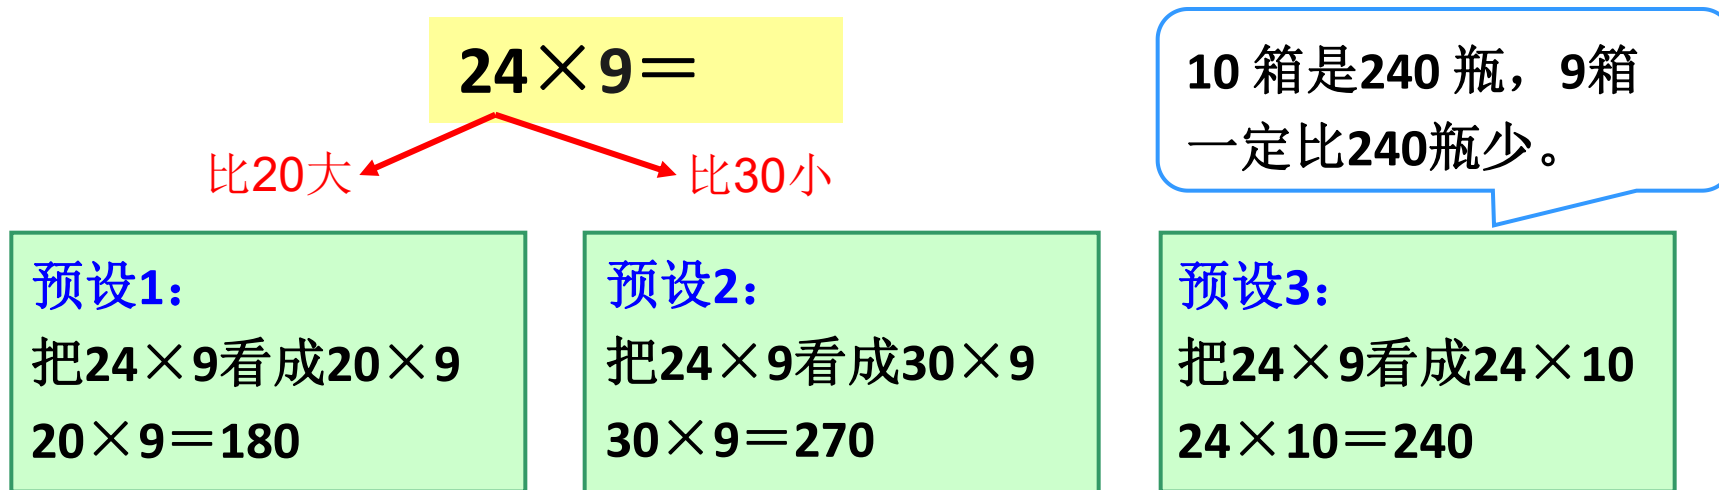 24×9＝
比20大
比30小
10 箱是240 瓶，9箱
一定比240瓶少。
预设1：
把24×9看成20×9
20×9＝180
预设2：
把24×9看成30×9
30×9＝270
预设3：
把24×9看成24×10
24×10＝240